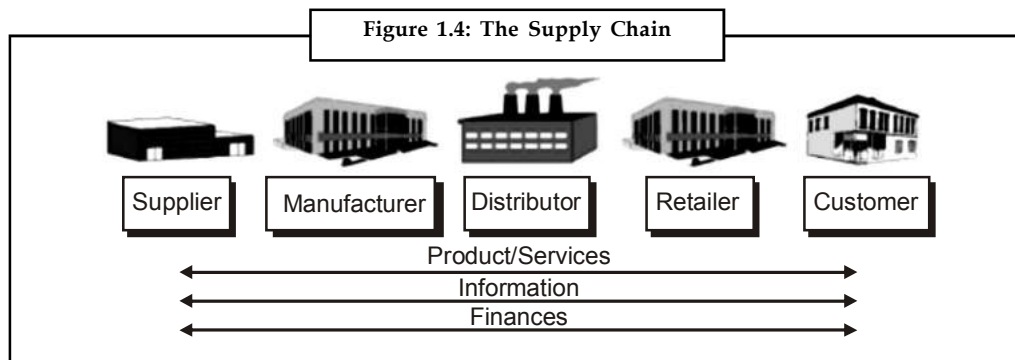 Figure 1.4: The Supply Chain
Supplier Manufacturer Distributor Retailer Customer
Product/Services
Information
Finances